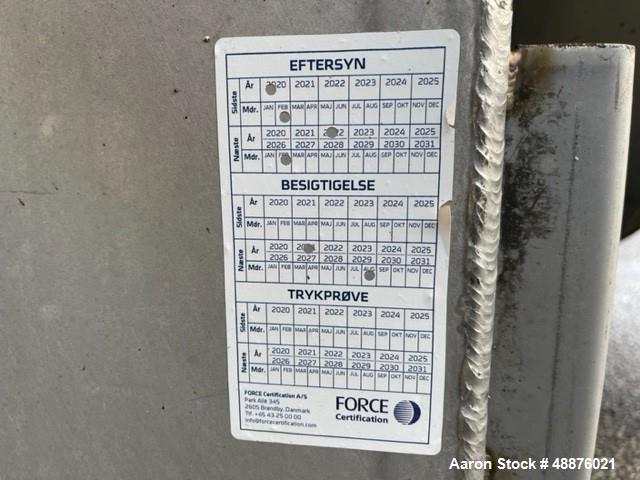 EFTERSYN
Sidste År 2020 2021 2022 2023 2024 2025
Mdr. JAN FEB MAR APR MAJ JUN JUL AUG SEP OKT NOV DEC
Næste År 2020 2021 2022 2023 2024 2025
2026 2027 2028 2029 2030 2031
Mdr. JAN FEB MAR APR MAJ JUN JUL AUG SEP OKT NOV DEC
BESIGTIGELSE
Sidste År 2020 2021 2022 2023 2024 2025
Mdr. JAN FEB MAR APR MAJ JUN JUL AUG SEP OKT NOV DEC
Næste År 2020 2021 2022 2023 2024 2025
2026 2027 2028 2029 2030 2031
Mdr. JAN FEB MAR APR MAJ JUN JUL AUG SEP OKT NOV DEC
TRYKPRØVE
Sidste År 2020 2021 2022 2023 2024 2025
Mdr. JAN FEB MAR APR MAJ JUN JUL AUG SEP OKT NOV DEC
Næste År 2020 2021 2022 2023 2024 2025
2026 2027 2028 2029 2030 2031
Mdr. JAN FEB MAR APR MAJ JUN JUL AUG SEP OKT NOV DEC
FORCE Certification A/S
Park Allé 345
2605 Brøndby, Danmark
Tlf. +45 43 25 00 00
info@forcecertification.com
FORCE
Certification
Aaron Stock #48876021